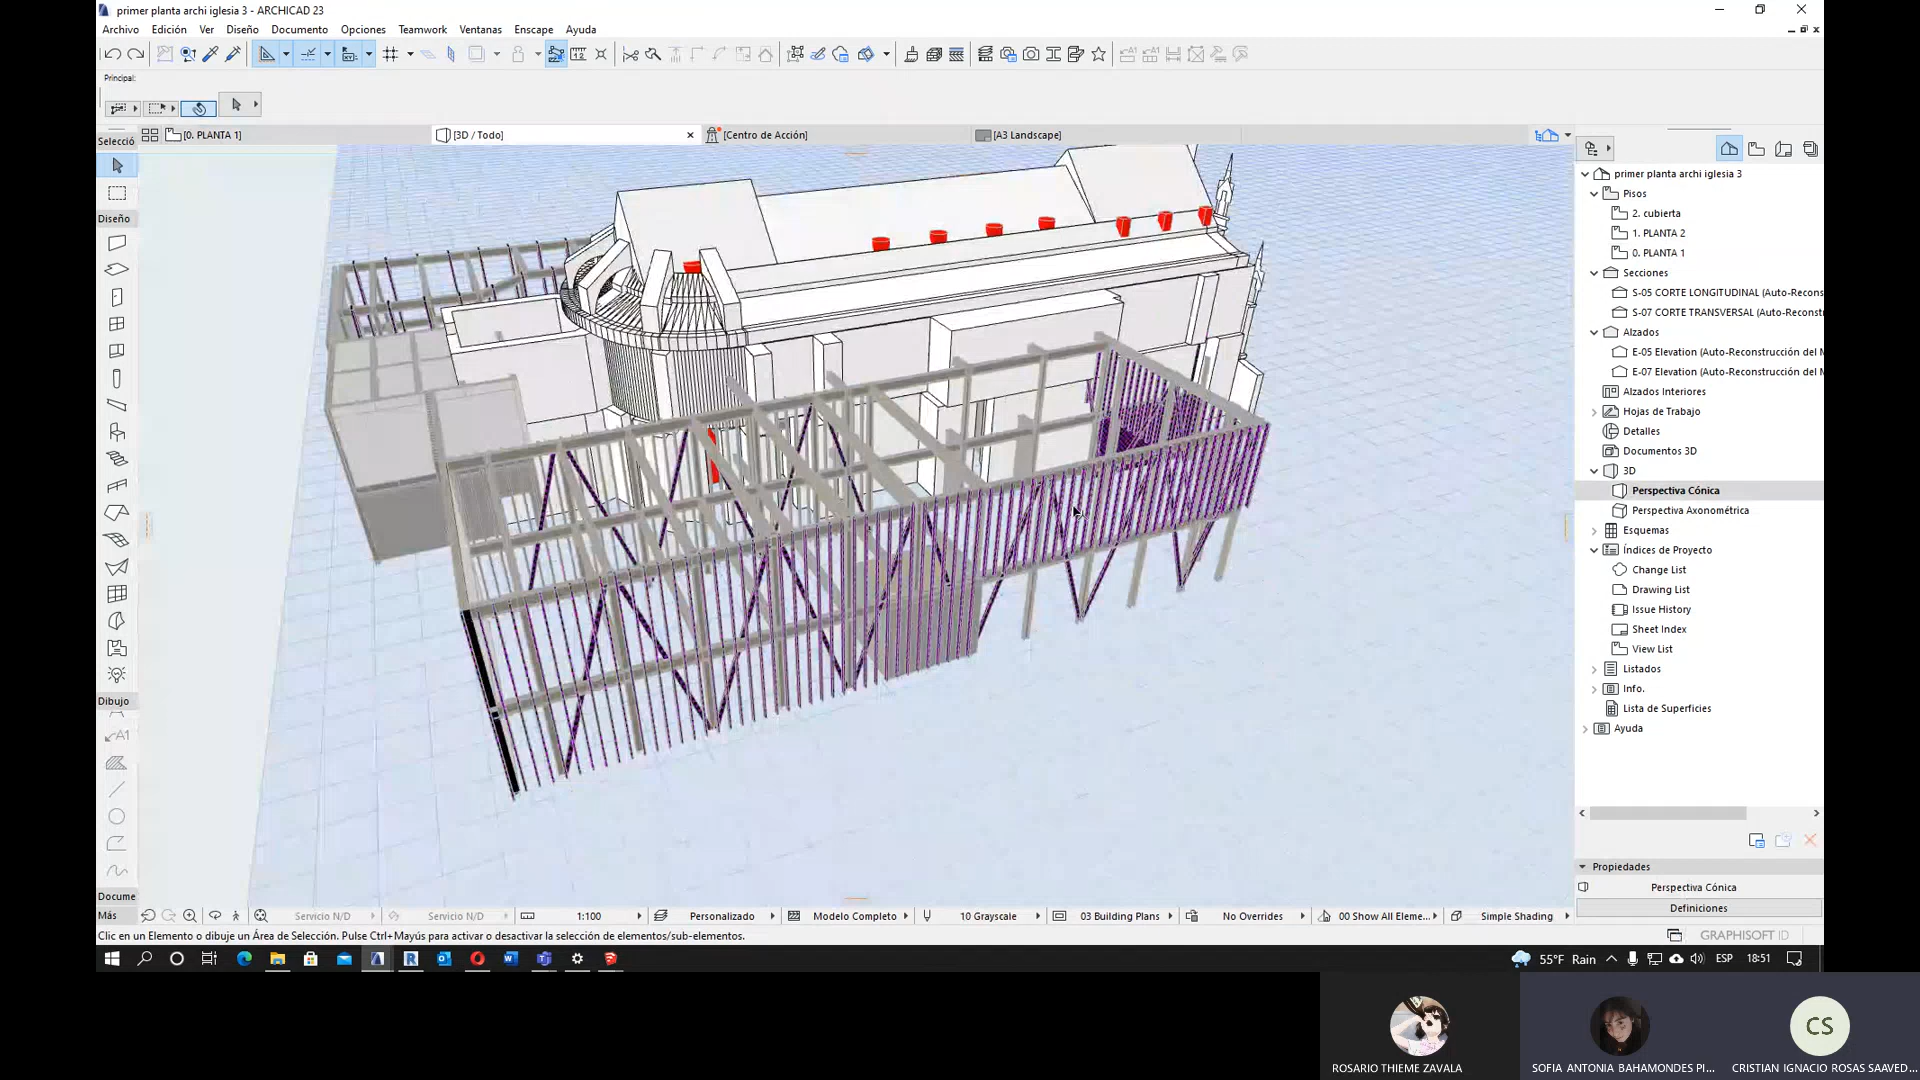 primer planta archi iglesia 3 - ARCHICAD 23
Archivo Edición Ver Diseño Documento Opciones Teamwork Ventanas Enscape Ayuda
Principal:
[0. PLANTA 1] [3D / Todo] [Centro de Acción] [A3 Landscape]
Selecció
Diseño
Dibujo
A1
Docume
Más
primer planta archi iglesia 3
Pisos
2. cubierta
1. PLANTA 2
0. PLANTA 1
Secciones
S-05 CORTE LONGITUDINAL (Auto-Recons
S-07 CORTE TRANSVERSAL (Auto-Reconst
Alzados
E-05 Elevation (Auto-Reconstrucción del M
E-07 Elevation (Auto-Reconstrucción del M
Alzados Interiores
Hojas de Trabajo
Detalles
Documentos 3D
3D
Perspectiva Cónica
Perspectiva Axonométrica
Esquemas
Índices de Proyecto
Change List
Drawing List
Issue History
Sheet Index
View List
Listados
Info.
Lista de Superficies
Ayuda
Propiedades
Perspectiva Cónica
Definiciones
Servicio N/D Servicio N/D 1:100 Personalizado Modelo Completo 10 Grayscale 03 Building Plans No Overrides 00 Show All Eleme... Simple Shading
Clic en un Elemento o dibuje un Área de Selección. Pulse Ctrl+Mayús para activar o desactivar la selección de elementos/sub-elementos.
GRAPHISOFT ID
55°F Rain ESP 18:51
CS
ROSARIO THIEME ZAVALA SOFIA ANTONIA BAHAMONDES PI... CRISTIAN IGNACIO ROSAS SAAVED...